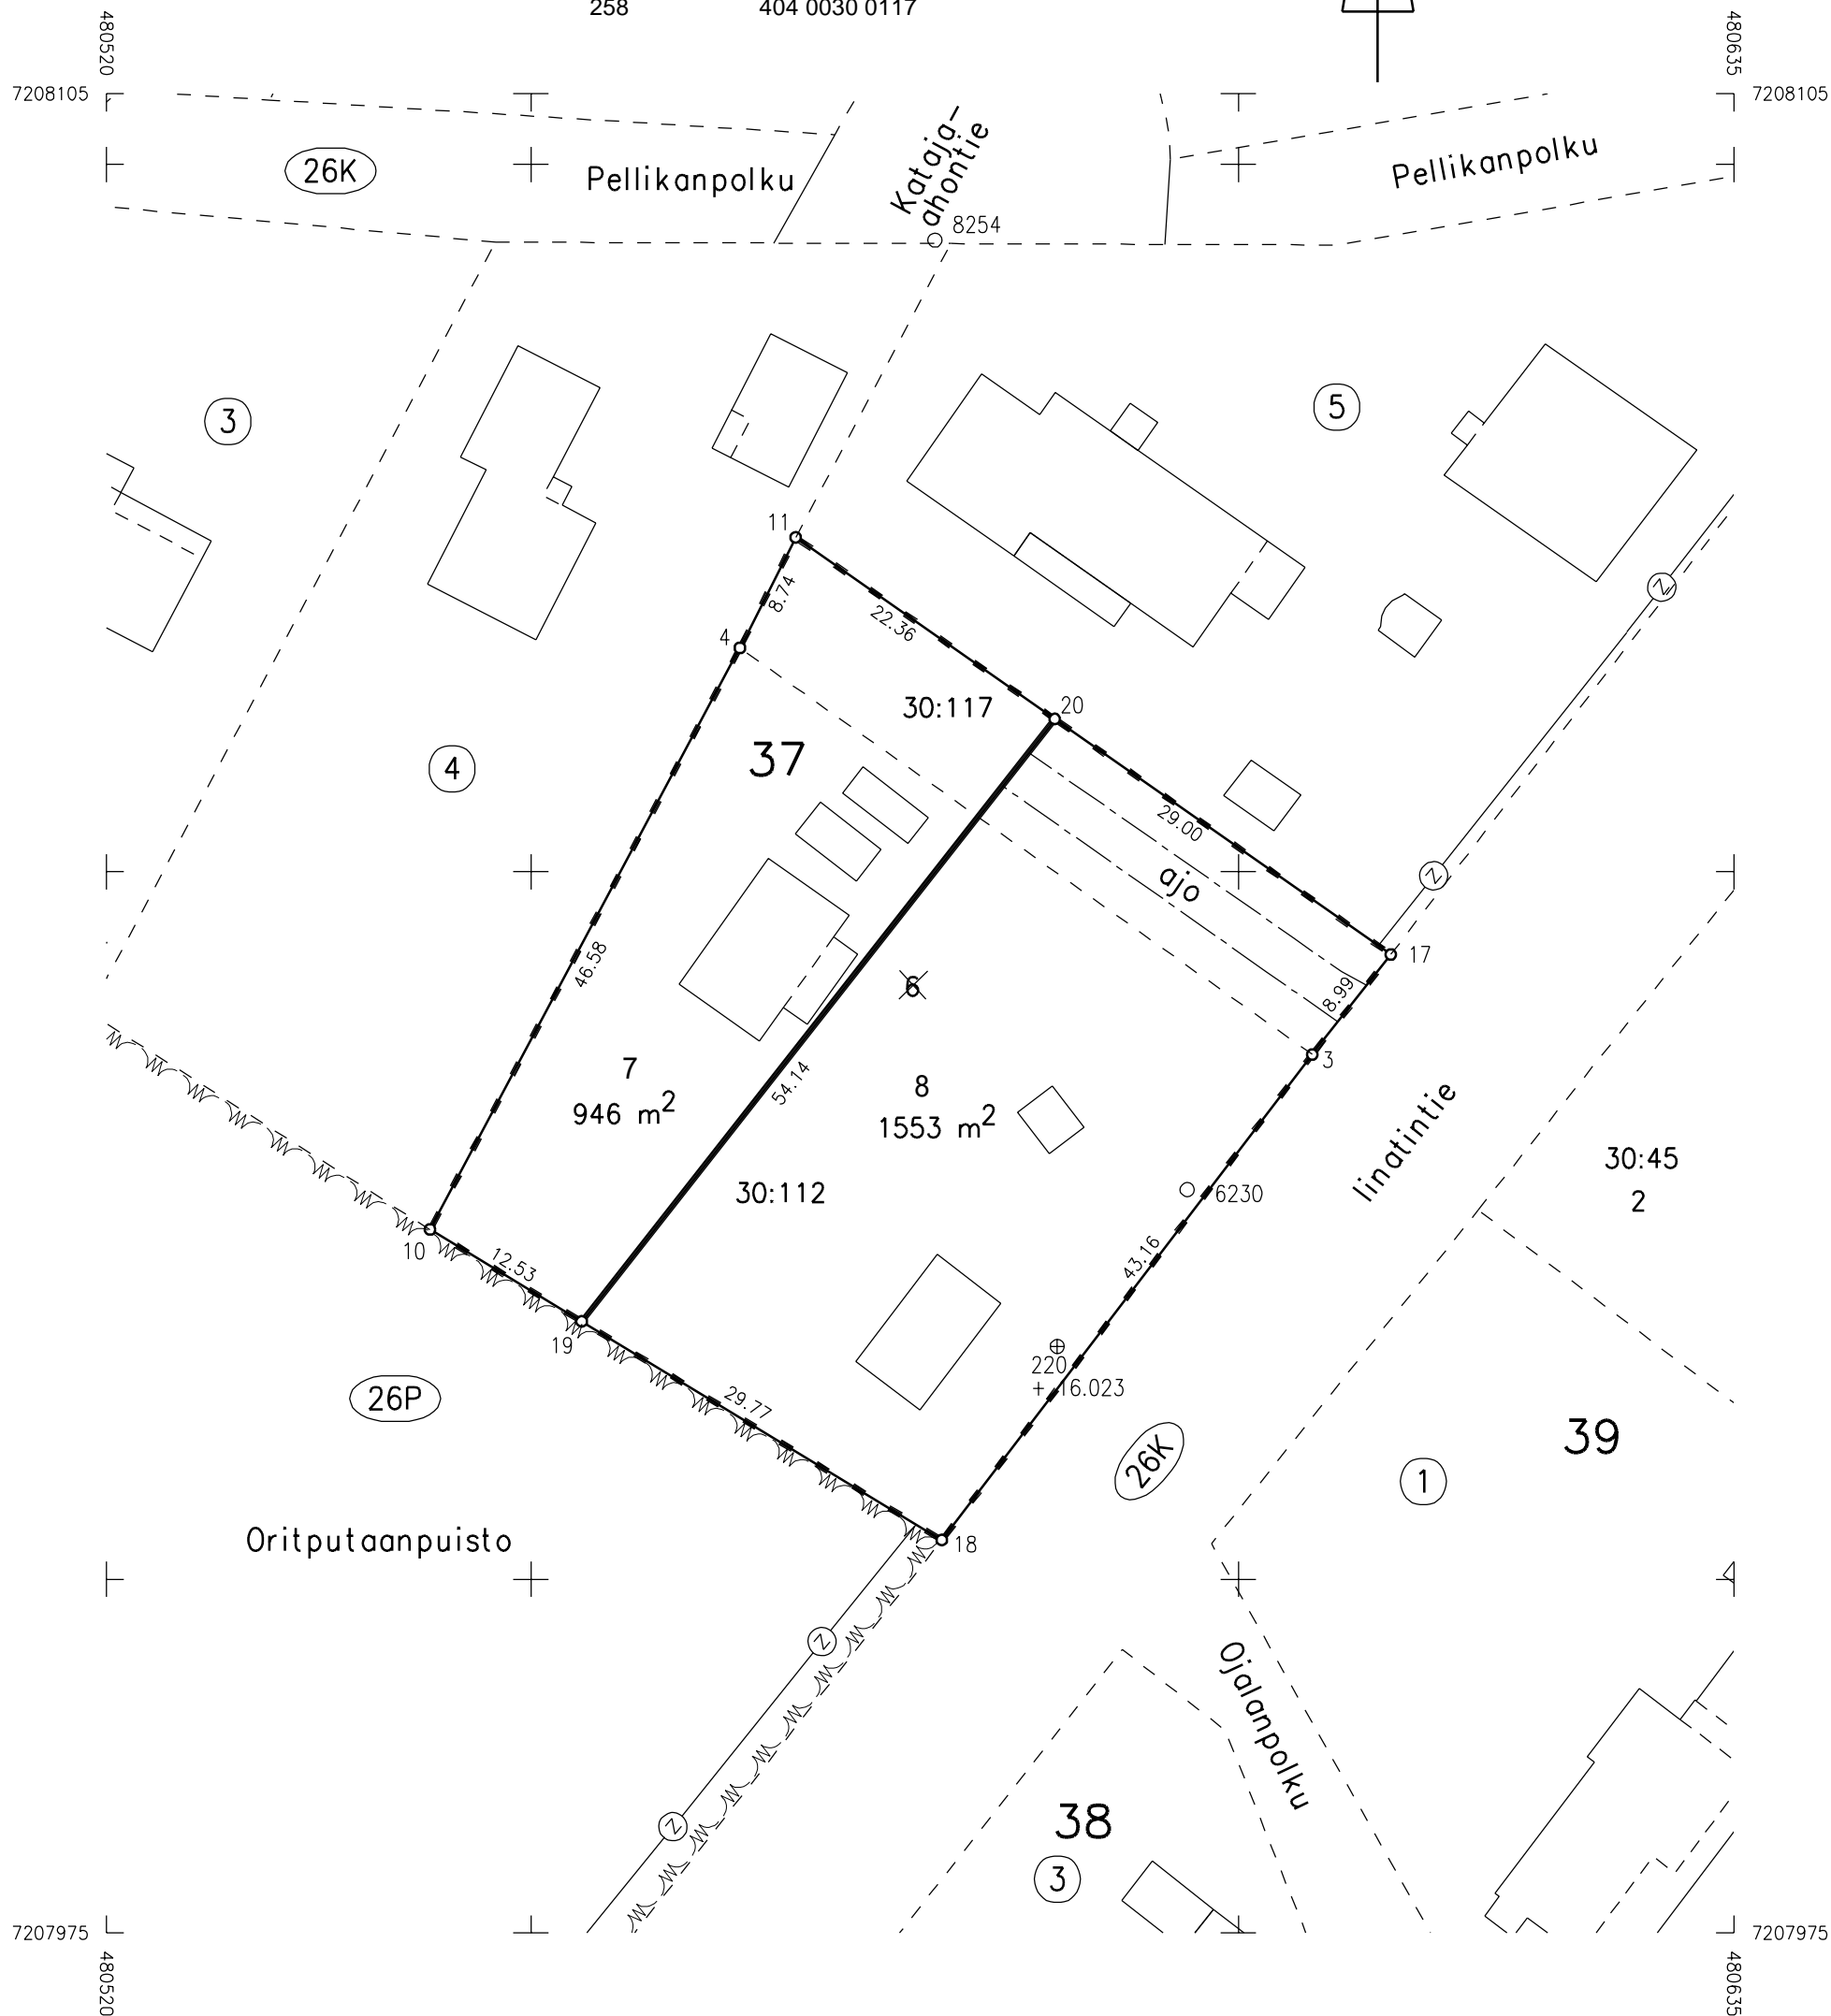 258 404 0030 0117
480520
480635
7208105
7208105
26K
Pellikanpolku
Kataja-
ahontie
8254
Pellikanpolku
3
5
11
8.74
22.36
4
30:117
20
37
4
29.00
ajo
17
46.58
6
8.99
3
7
946 m²
54.14
8
1553 m²
Iinatintie
30:45
2
30:112
6230
10
12.53
43.16
19
220
+ 16.023
26P
29.77
26K
39
1
Oritputaanpuisto
18
Ojalanpolku
38
3
7207975
7207975
480520
480635
Z
Z
Z
Z